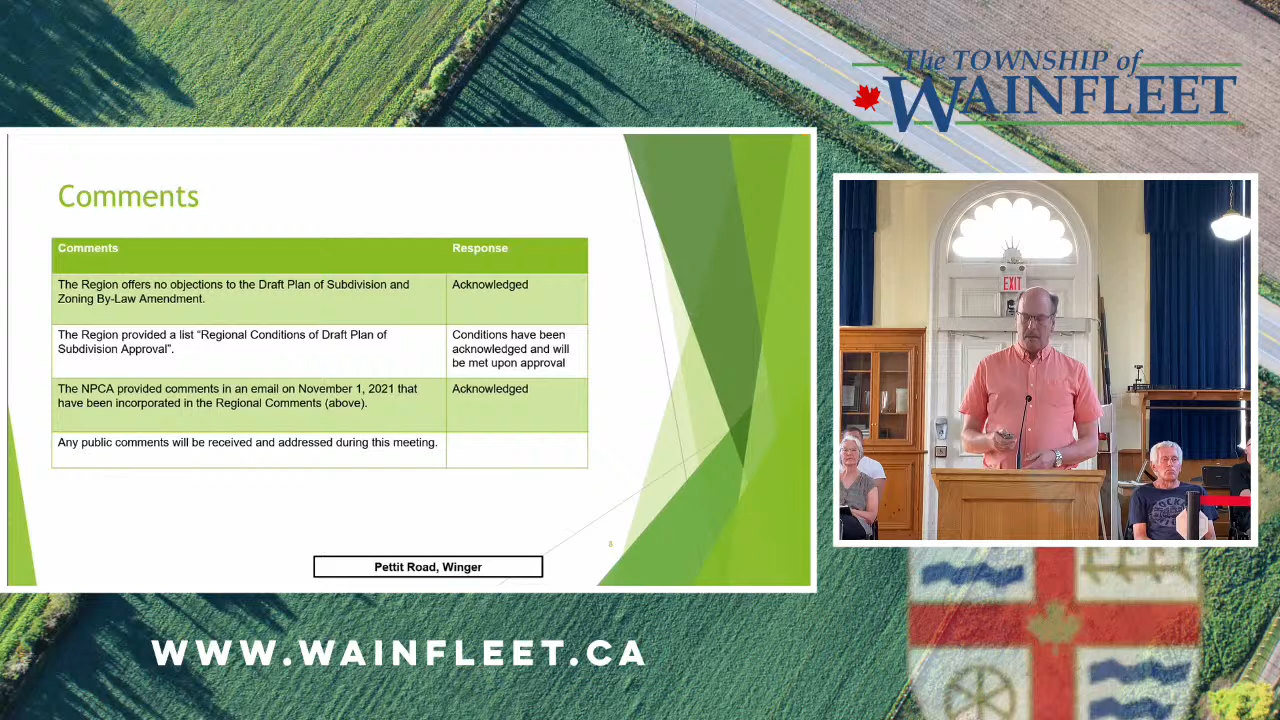 The TOWNSHIP of
WAINFLEET
Comments
Comments Response
The Region offers no objections to the Draft Plan of Subdivision and
Zoning By-Law Amendment.
Acknowledged
The Region provided a list “Regional Conditions of Draft Plan of
Subdivision Approval”.
Conditions have been
acknowledged and will
be met upon approval
The NPCA provided comments in an email on November 1, 2021 that
have been incorporated in the Regional Comments (above).
Acknowledged
Any public comments will be received and addressed during this meeting.
8
Pettit Road, Winger
EXIT
WWW.WAINFLEET.CA